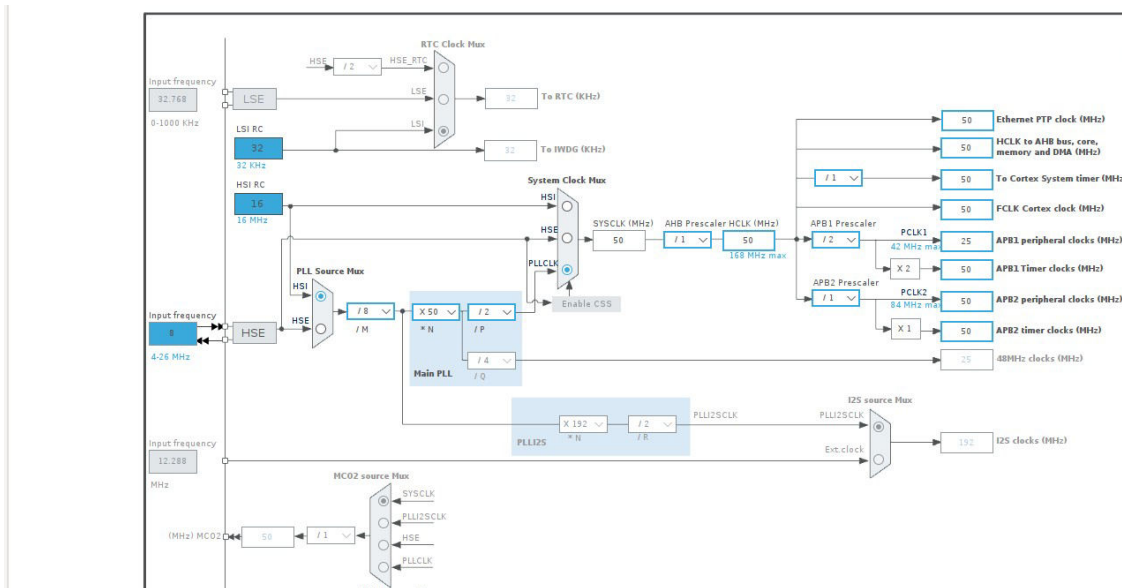 RTC Clock Mux
HSE
/ 2
HSE_RTC
Input frequency
32.768
0-1000 KHz
LSE
LSE
32
To RTC (KHz)
LSI RC
32
32 KHz
LSI
32
To IWDG (KHz)
HSI RC
16
16 MHz
System Clock Mux
HSI
HSE
PLLCLK
SYSCLK (MHz)
50
AHB Prescaler
/ 1
HCLK (MHz)
50
168 MHz max
Enable CSS
50
Ethernet PTP clock (MHz)
50
HCLK to AHB bus, core,
memory and DMA (MHz)
/ 1
50
To Cortex System timer (MHz
50
FCLK Cortex clock (MHz)
APB1 Prescaler
/ 2
PCLK1
42 MHz max
25
APB1 peripheral clocks (MHz)
X 2
50
APB1 Timer clocks (MHz)
APB2 Prescaler
/ 1
PCLK2
84 MHz max
50
APB2 peripheral clocks (MHz)
X 1
50
APB2 timer clocks (MHz)
PLL Source Mux
HSI
HSE
Input frequency
8
4-26 MHz
HSE
/ 8
/ M
X 50
* N
/ 2
/ P
/ 4
/ Q
Main PLL
25
48MHz clocks (MHz)
X 192
* N
/ 2
/ R
PLLI2S
PLLI2SCLK
I2S source Mux
PLLI2SCLK
Ext.clock
192
I2S clocks (MHz)
Input frequency
12.288
MHz
MCO2 source Mux
SYSCLK
PLLI2SCLK
HSE
PLLCLK
(MHz) MCO2
50
/ 1